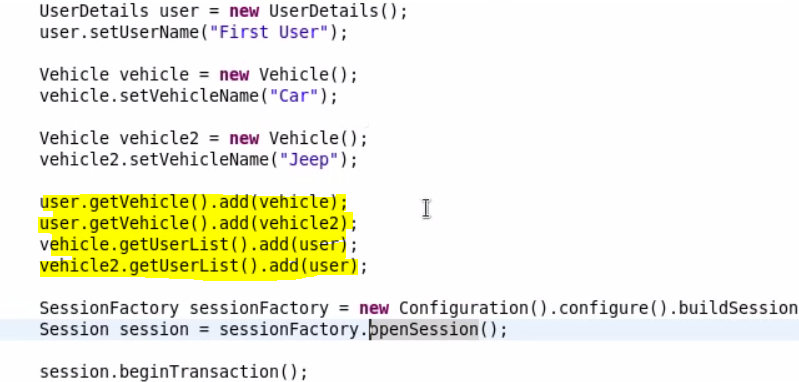 UserDetails user = new UserDetails();
user.setUserName("First User");
Vehicle vehicle = new Vehicle();
vehicle.setVehicleName("Car");
Vehicle vehicle2 = new Vehicle();
vehicle2.setVehicleName("Jeep");
user.getVehicle().add(vehicle);
user.getVehicle().add(vehicle2);
vehicle.getUserList().add(user);
vehicle2.getUserList().add(user);
SessionFactory sessionFactory = new Configuration().configure().buildSession
Session session = sessionFactory.openSession();
session.beginTransaction();